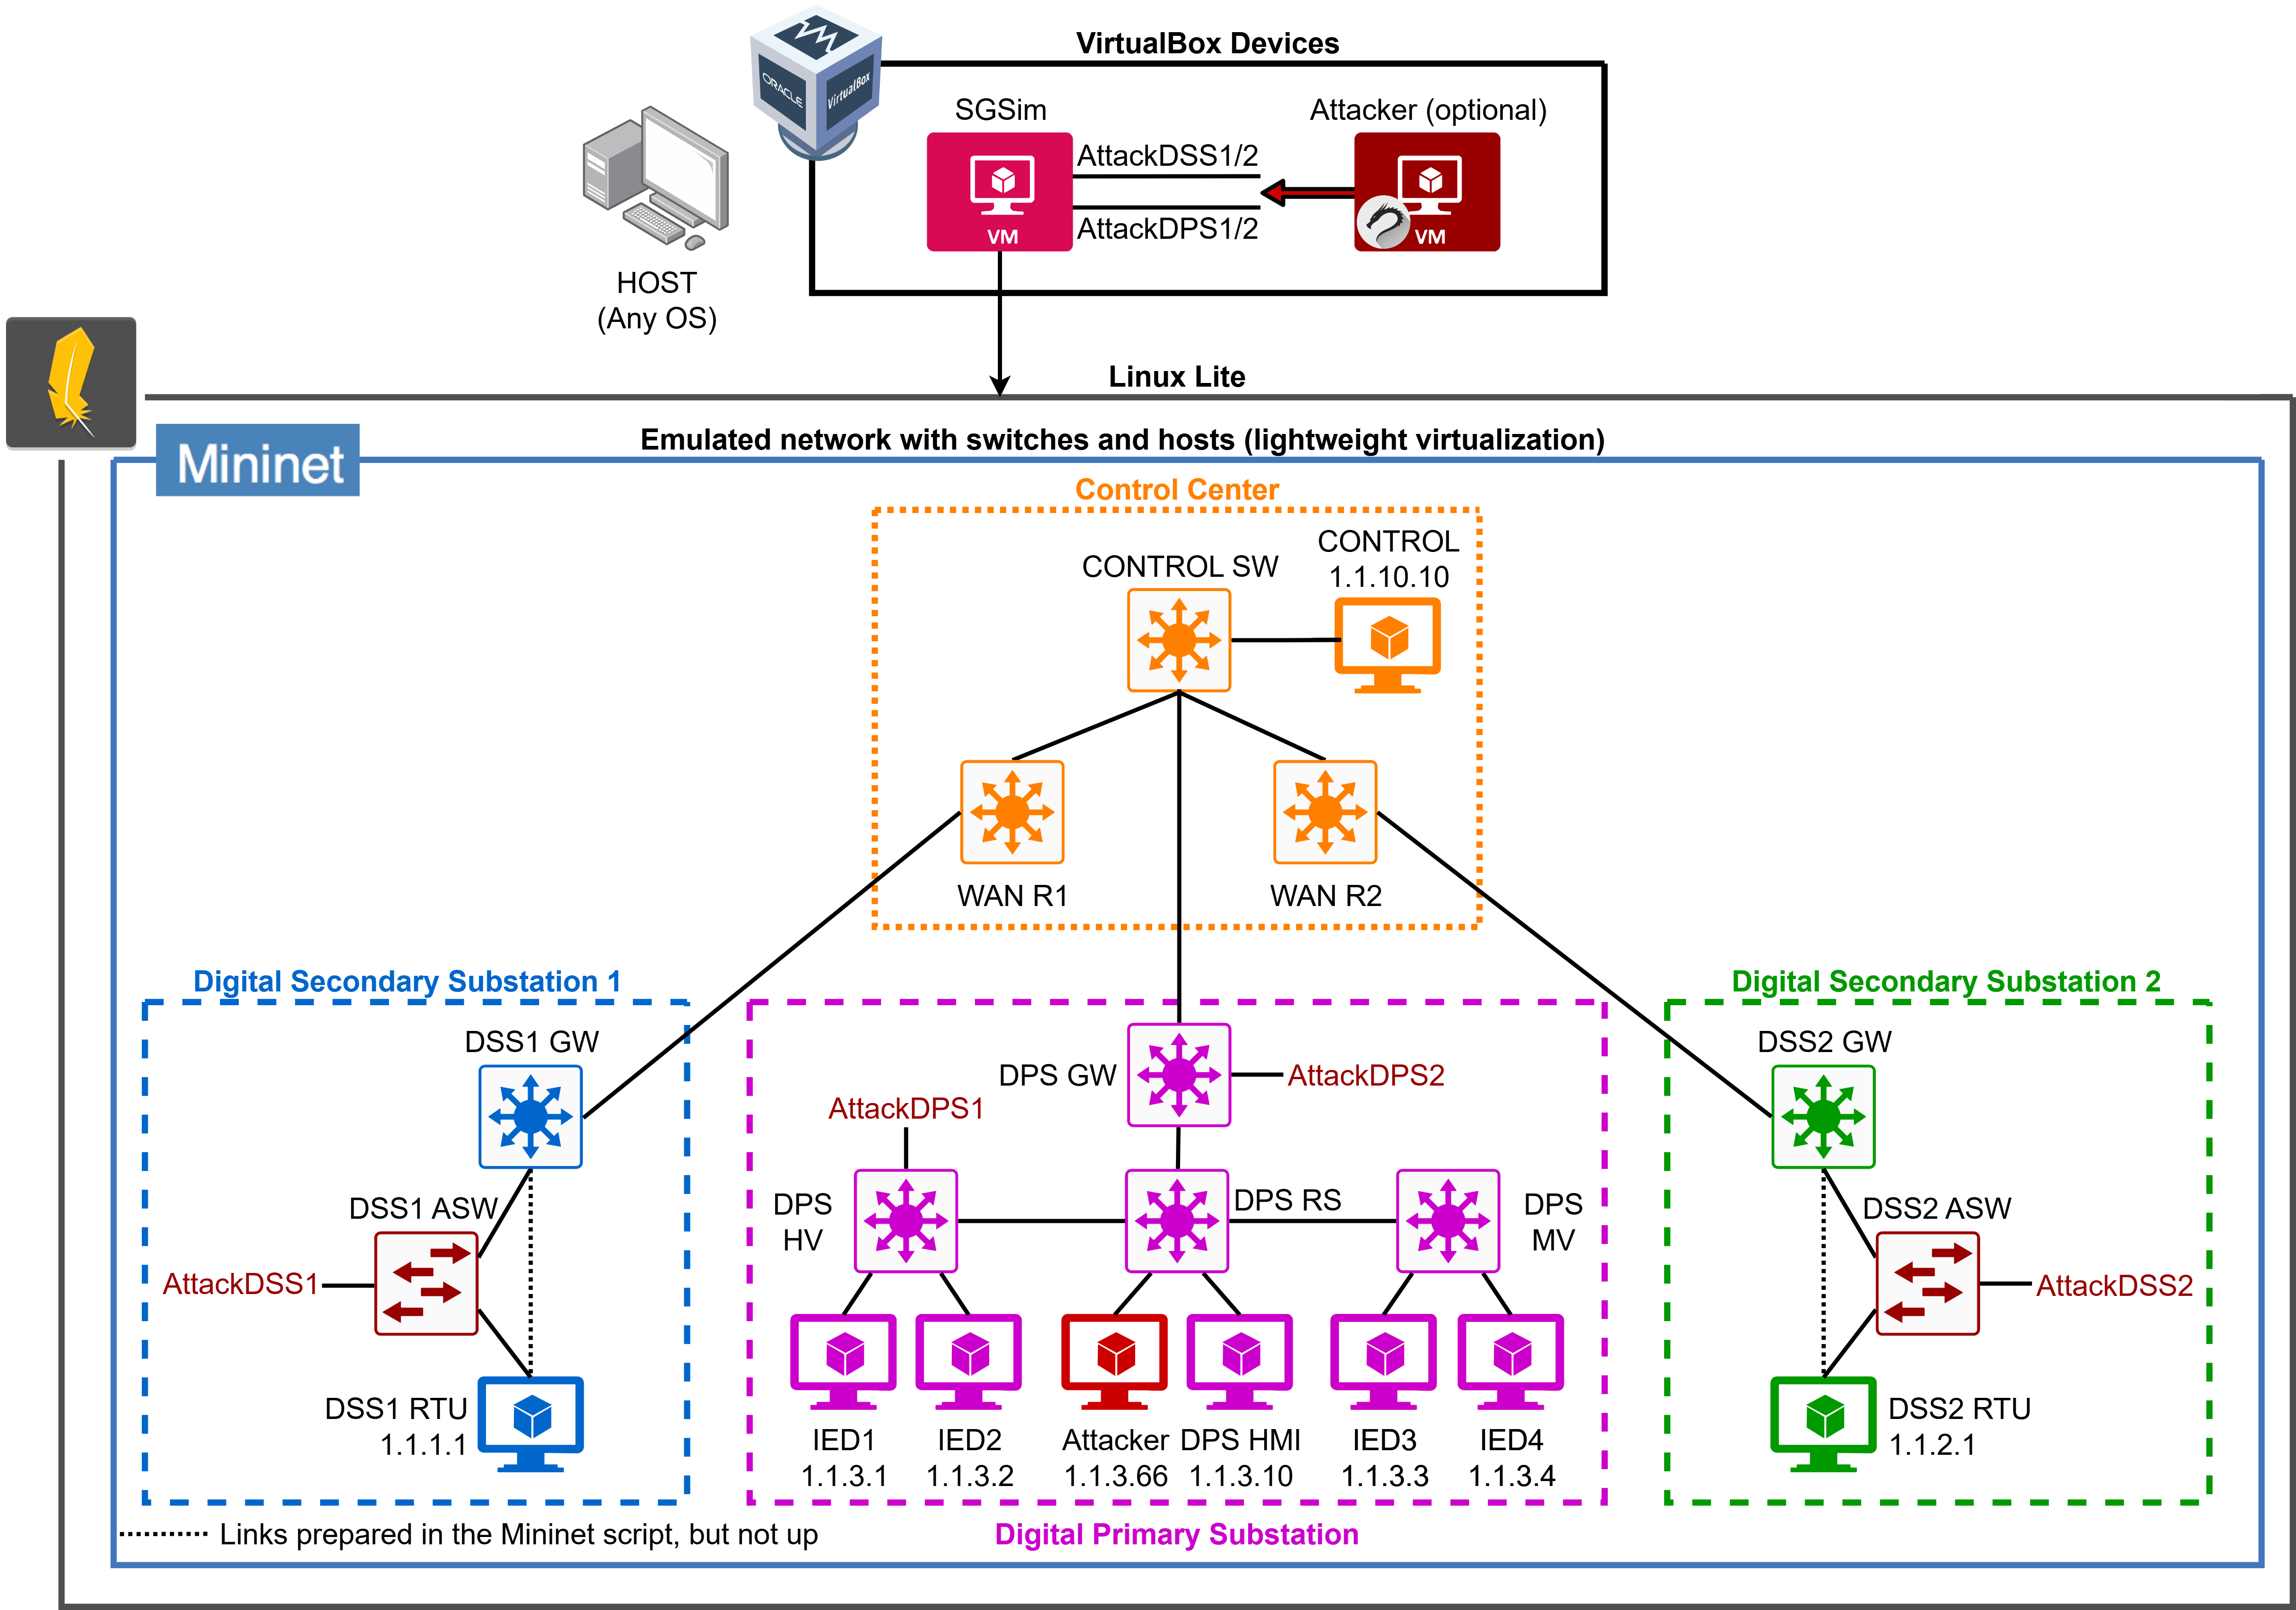 VirtualBox Devices
ORACLE
VirtualBox
SGSim
Attacker (optional)
AttackDSS1/2
AttackDPS1/2
VM
VM
HOST
(Any OS)
Linux Lite
Mininet
Emulated network with switches and hosts (lightweight virtualization)
Control Center
CONTROL SW
CONTROL
1.1.10.10
WAN R1
WAN R2
Digital Secondary Substation 1
DSS1 GW
DSS1 ASW
AttackDSS1
DSS1 RTU
1.1.1.1
DPS GW
AttackDPS2
AttackDPS1
DPS
HV
DPS RS
DPS
MV
IED1
1.1.3.1
IED2
1.1.3.2
Attacker
1.1.3.66
DPS HMI
1.1.3.10
IED3
1.1.3.3
IED4
1.1.3.4
Digital Primary Substation
Digital Secondary Substation 2
DSS2 GW
DSS2 ASW
AttackDSS2
DSS2 RTU
1.1.2.1
Links prepared in the Mininet script, but not up